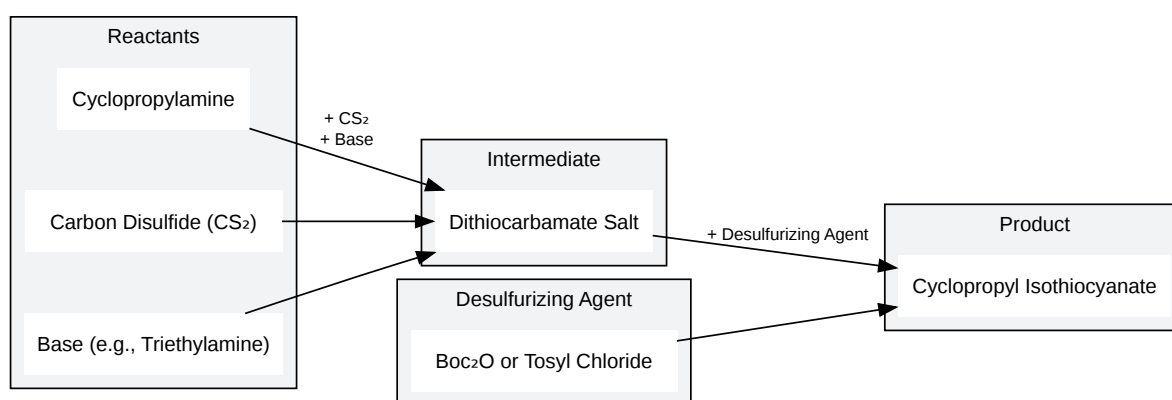 Reactants
Cyclopropylamine
+ CS₂
+ Base
Intermediate
Carbon Disulfide (CS₂)
Dithiocarbamate Salt
+ Desulfurizing Agent
Product
Cyclopropyl Isothiocyanate
Desulfurizing Agent
Base (e.g., Triethylamine)
Boc₂O or Tosyl Chloride